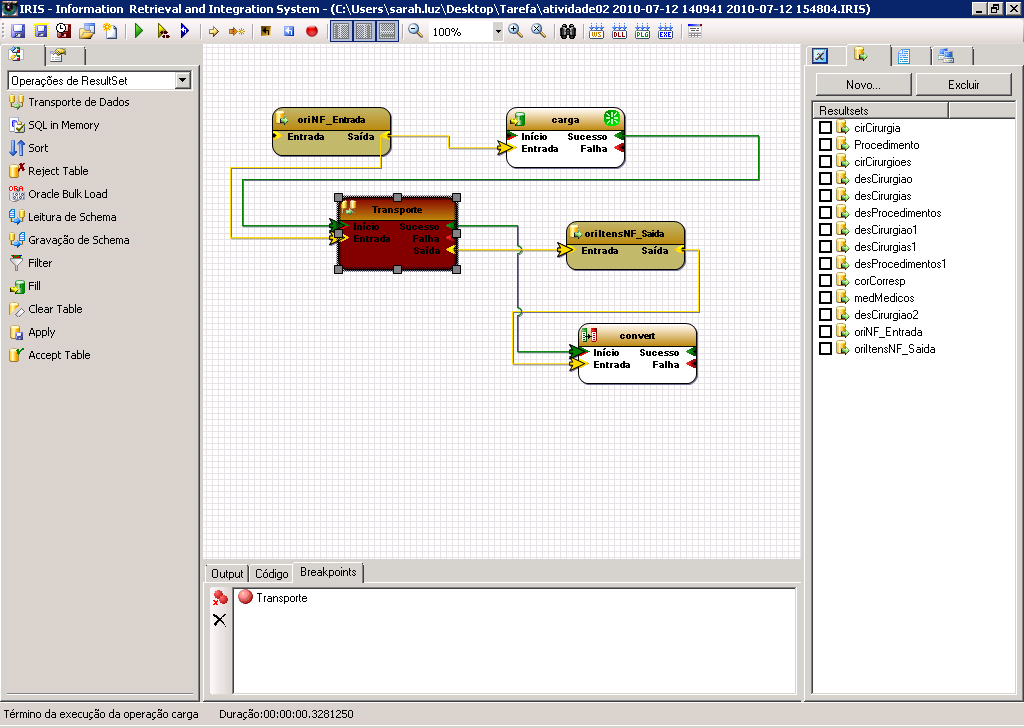 IRIS - Information Retrieval and Integration System - (C:\Users\sarah.luz\Desktop\Tarefa\atividade02 2010-07-12 140941 2010-07-12 154804.IRIS)
100%
WS
DLL
PLG
EXE
Operações de ResultSet
Transporte de Dados
SQL in Memory
Sort
Reject Table
Oracle Bulk Load
Leitura de Schema
Gravação de Schema
Filter
Fill
Clear Table
Apply
Accept Table
oriNF_Entrada
Entrada Saída
carga
Início Sucesso
Entrada Falha
Transporte
Início Sucesso
Entrada Falha
Saída
oriItensNF_Saida
Entrada Saída
convert
Início Sucesso
Entrada Falha
Output Código Breakpoints
Transporte
Novo... Excluir
Resultsets
cirCirurgia
Procedimento
cirCirurgioes
desCirurgiao
desCirurgias
desProcedimentos
desCirurgiao1
desCirurgias1
desProcedimentos1
corCorresp
medMedicos
desCirurgiao2
oriNF_Entrada
oriItensNF_Saida
Término da execução da operação carga Duração:00:00:00.3281250